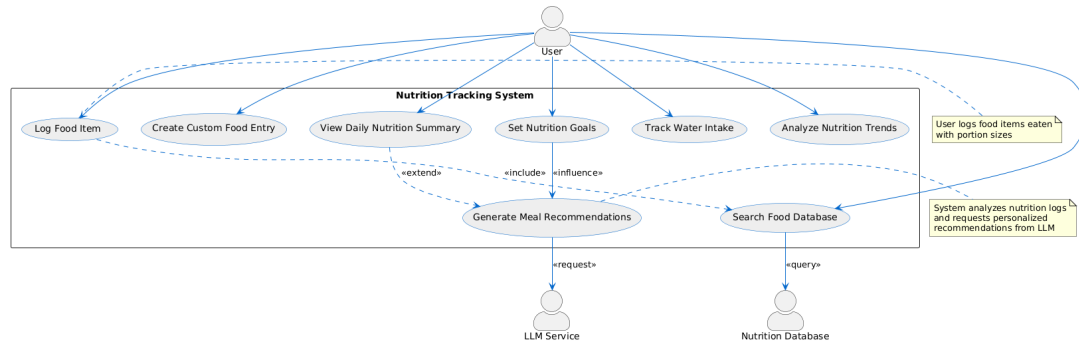 User
Nutrition Tracking System
Log Food Item
Create Custom Food Entry
View Daily Nutrition Summary
Set Nutrition Goals
Track Water Intake
Analyze Nutrition Trends
User logs food items eaten
with portion sizes
«extend»
«include»
«influence»
Generate Meal Recommendations
Search Food Database
System analyzes nutrition logs
and requests personalized
recommendations from LLM
«request»
«query»
LLM Service
Nutrition Database